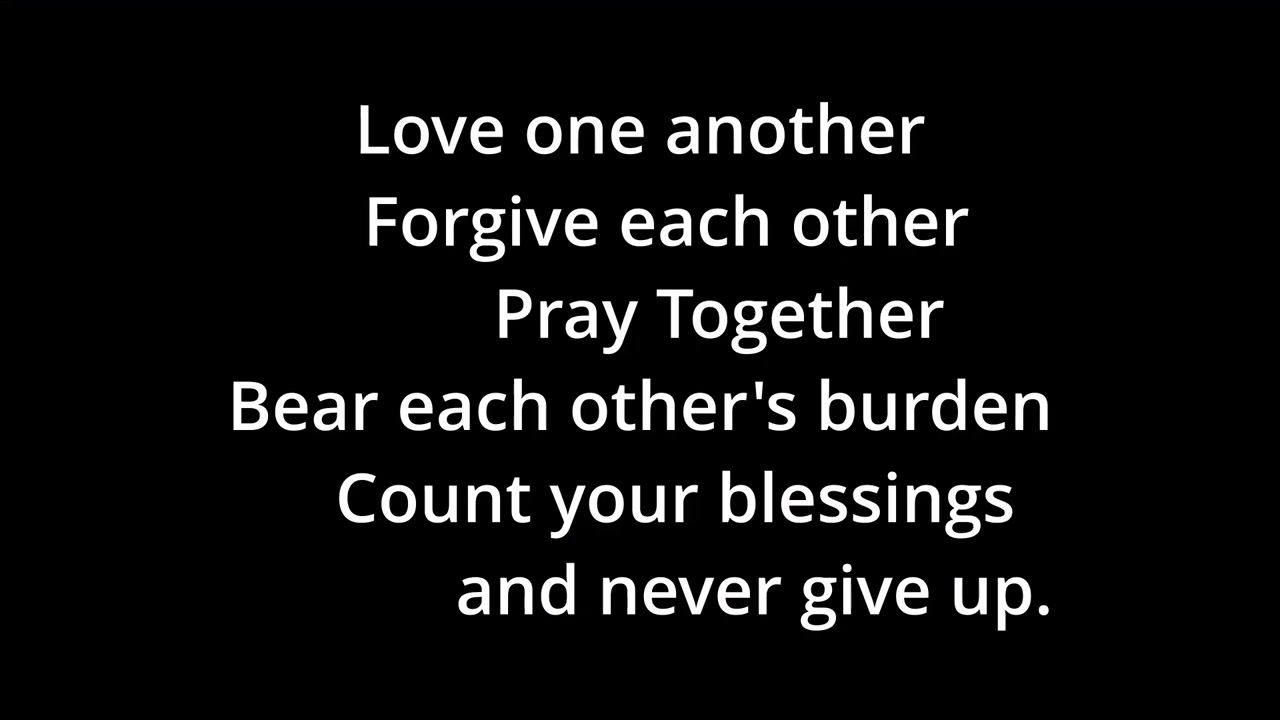 Love one another
Forgive each other
Pray Together
Bear each other's burden
Count your blessings
and never give up.